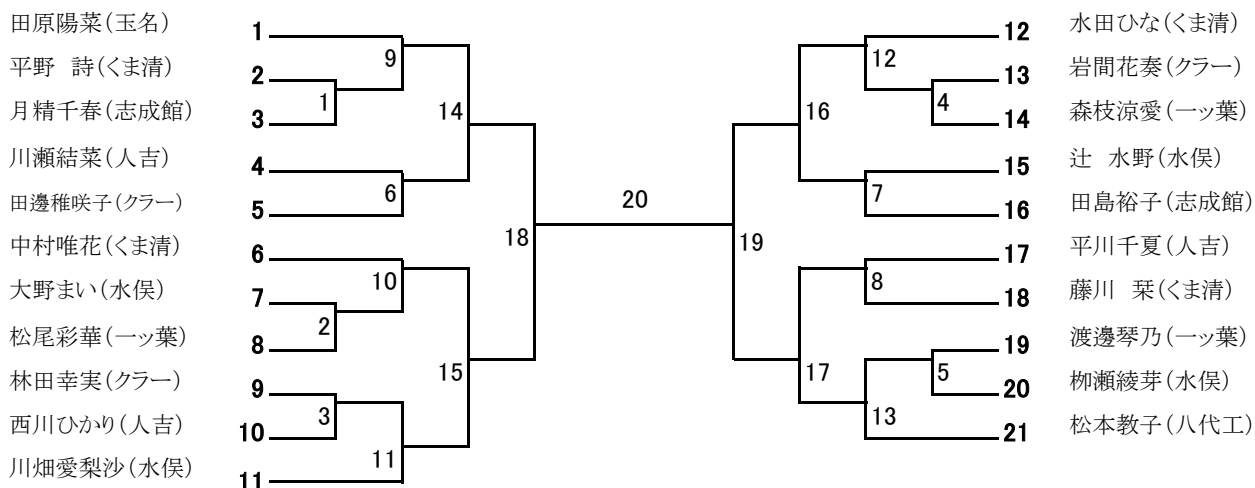 田原陽菜(玉名) 1
平野 詩(くま清) 2
月精千春(志成館) 3
川瀬結菜(人吉) 4
田邊稚咲子(クラー) 5
中村唯花(くま清) 6
大野まい(水俣) 7
松尾彩華(一ッ葉) 8
林田幸実(クラー) 9
西川ひかり(人吉) 10
川畑愛梨沙(水俣) 11
9
1
14
6
18
10
2
15
3
11
20
12 水田ひな(くま清)
13 岩間花奏(クラー)
14 森枝涼愛(一ッ葉)
15 辻 水野(水俣)
16 田島裕子(志成館)
17 平川千夏(人吉)
18 藤川 栞(くま清)
19 渡邊琴乃(一ッ葉)
20 栁瀬綾芽(水俣)
21 松本教子(八代工)
12
4
16
7
19
8
17
5
13